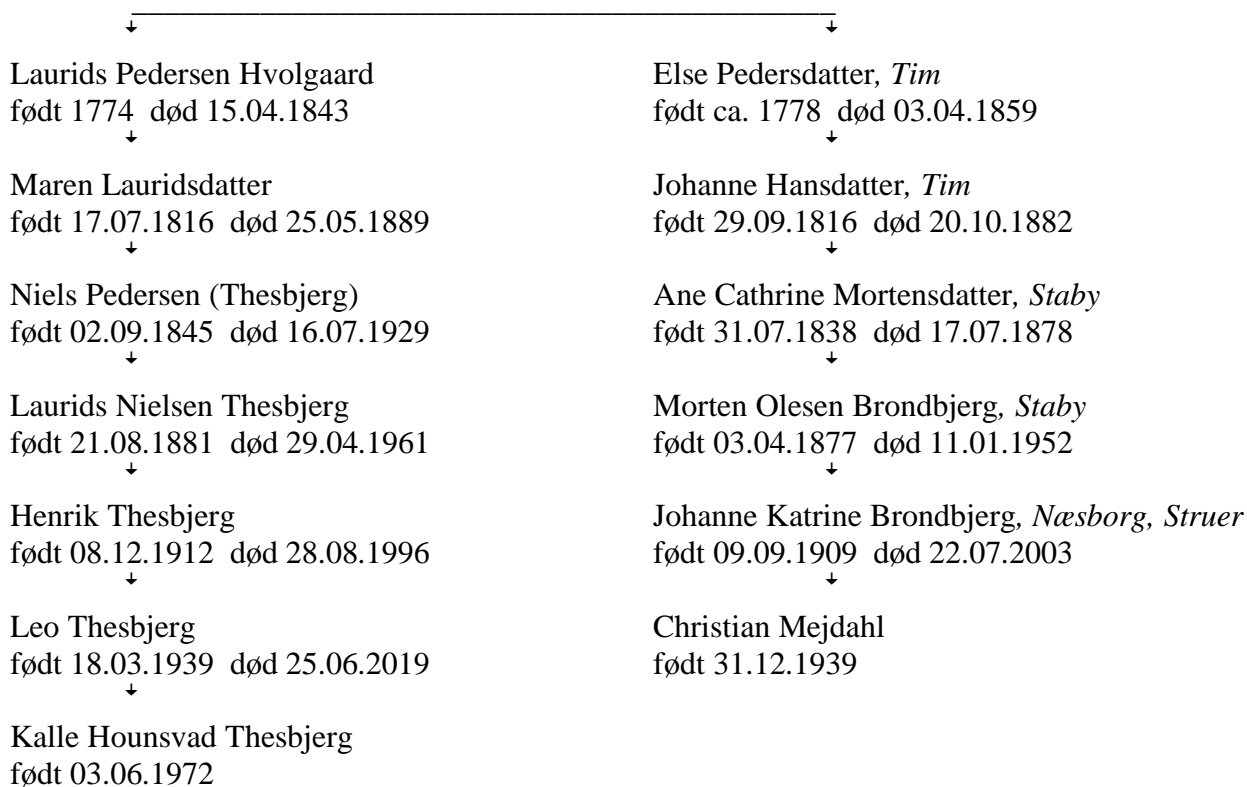 Laurids Pedersen Hvolgaard
født 1774 død 15.04.1843
Maren Lauridsdatter
født 17.07.1816 død 25.05.1889
Niels Pedersen (Thesbjerg)
født 02.09.1845 død 16.07.1929
Laurids Nielsen Thesbjerg
født 21.08.1881 død 29.04.1961
Henrik Thesbjerg
født 08.12.1912 død 28.08.1996
Leo Thesbjerg
født 18.03.1939 død 25.06.2019
Kalle Hounsvad Thesbjerg
født 03.06.1972
Else Pedersdatter, Tim
født ca. 1778 død 03.04.1859
Johanne Hansdatter, Tim
født 29.09.1816 død 20.10.1882
Ane Cathrine Mortensdatter, Staby
født 31.07.1838 død 17.07.1878
Morten Olesen Brondbjerg, Staby
født 03.04.1877 død 11.01.1952
Johanne Katrine Brondbjerg, Næsborg, Struer
født 09.09.1909 død 22.07.2003
Christian Mejdahl
født 31.12.1939